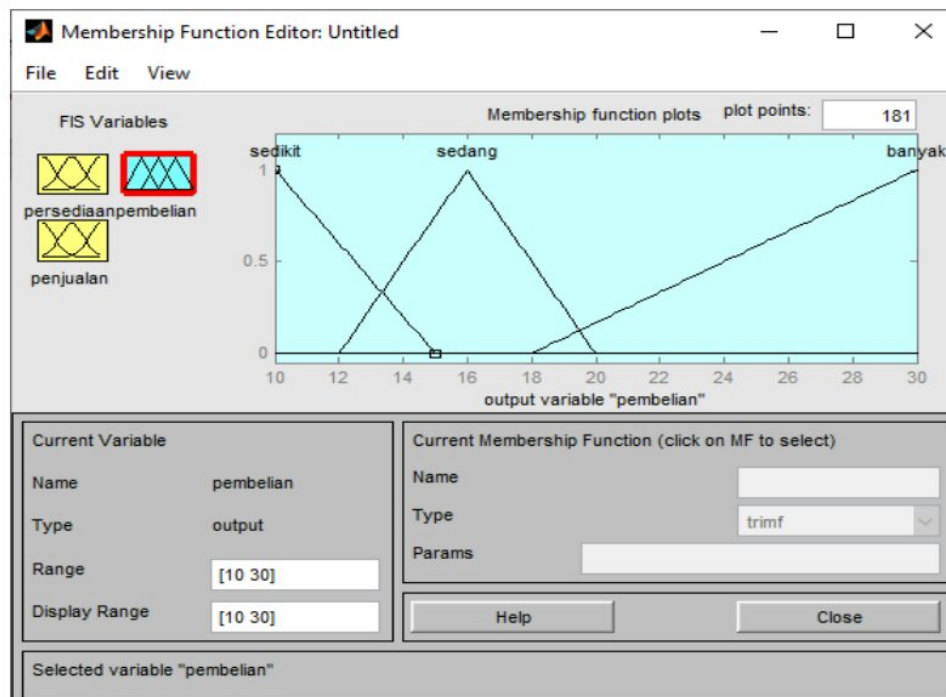 Membership Function Editor: Untitled
File Edit View
FIS Variables
persediaan pembelian
penjualan
Membership function plots plot points: 181
sedikit sedang banyak
1
0.5
0
10 12 14 16 18 20 22 24 26 28 30
output variable "pembelian"
Current Variable
Name pembelian
Type output
Range [10 30]
Display Range [10 30]
Current Membership Function (click on MF to select)
Name
Type trimf
Params
Help Close
Selected variable "pembelian"